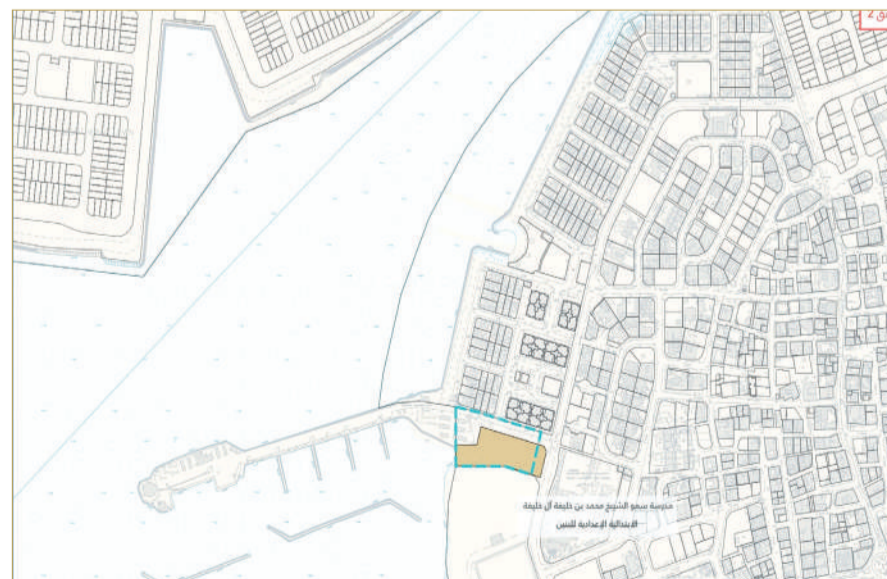 مدرسة سمو الشيخ محمد بن خليفة آل خليفة
الابتدائية الإعدادية للبنين